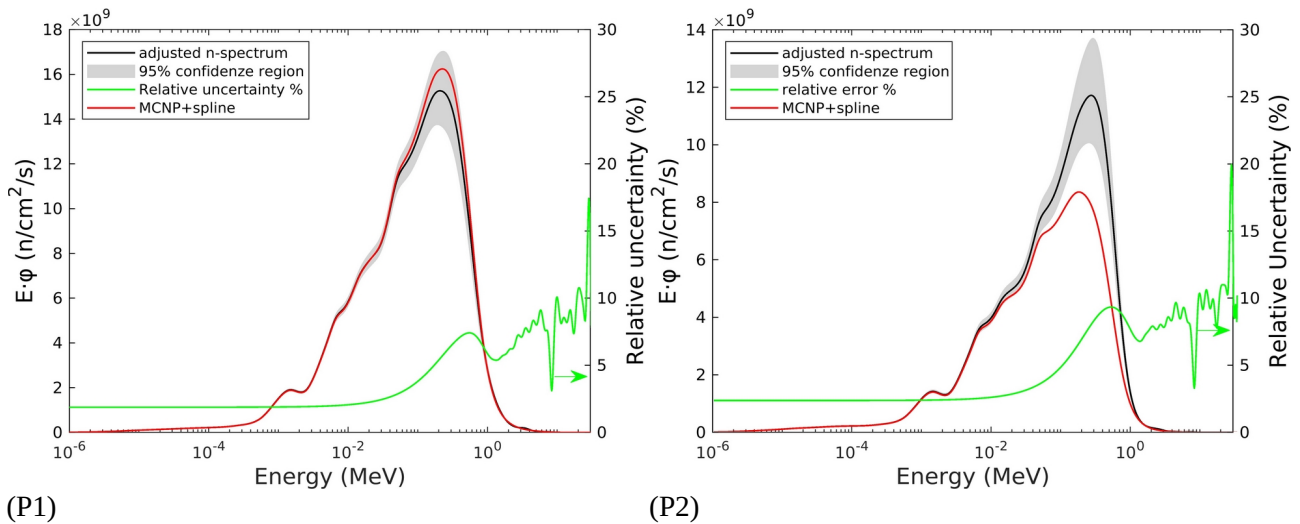 ×10⁹
18
16
14
12
10
8
6
4
2
0
E·φ (n/cm²/s)
adjusted n-spectrum
95% confidenze region
Relative uncertainty %
MCNP+spline
30
25
20
15
10
5
0
Relative uncertainty (%)
10⁻⁶
10⁻⁴
10⁻²
10⁰
Energy (MeV)
(P1)
×10⁹
14
12
10
8
6
4
2
0
E·φ (n/cm²/s)
adjusted n-spectrum
95% confidenze region
relative error %
MCNP+spline
30
25
20
15
10
5
0
Relative Uncertainty (%)
10⁻⁶
10⁻⁴
10⁻²
10⁰
Energy (MeV)
(P2)